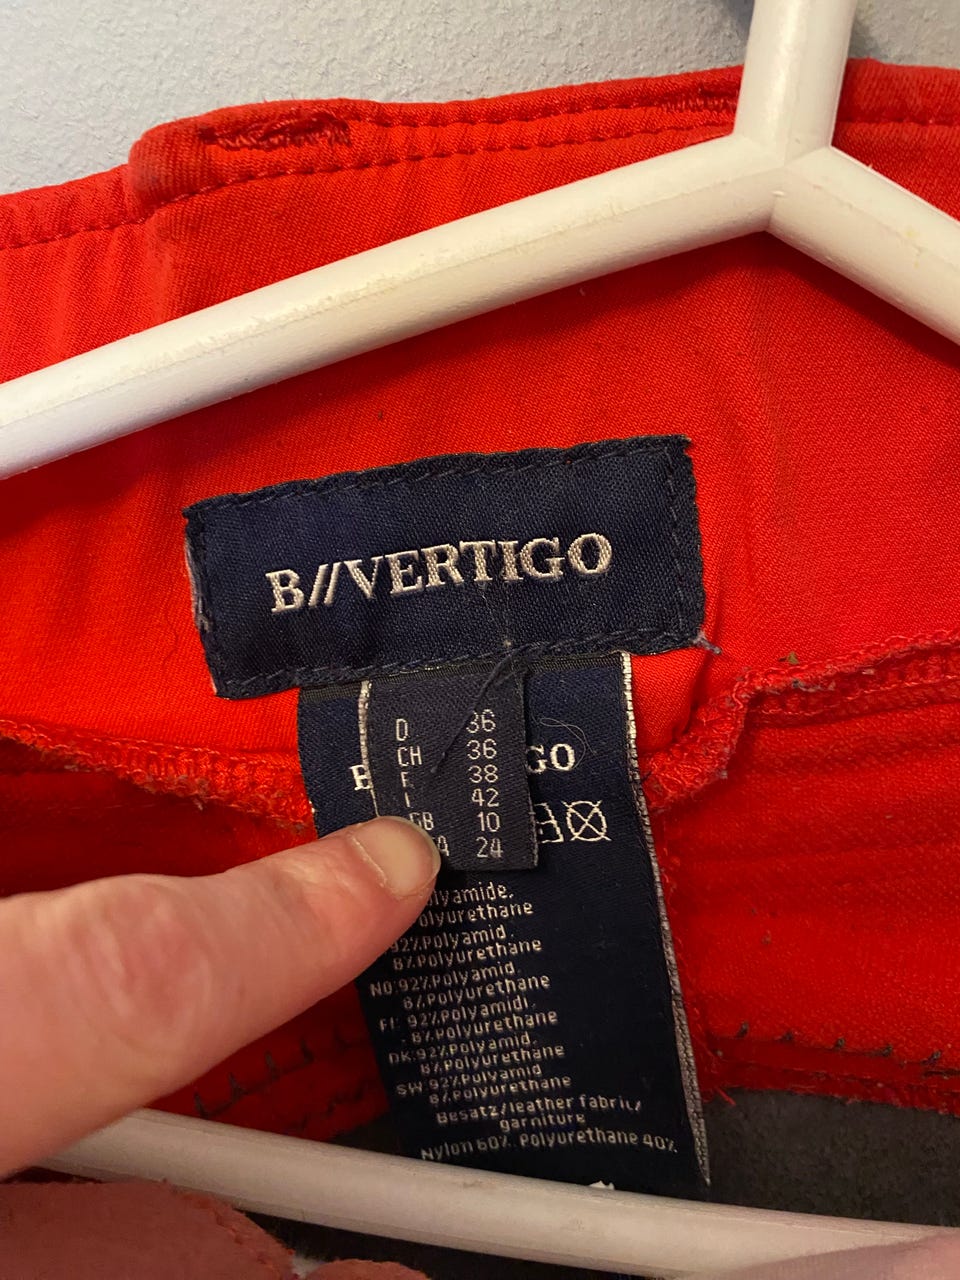 B//VERTIGO
D 36
CH 36
38
I 42
GB 10
24
GO
92% Polyamid.
8% Polyurethane
NO: 92% Polyamid.
8% Polyurethane
FI: 92% Polyamidi.
8% Polyurethane
DK: 92% Polyamid.
8% Polyurethane
SW: 92% Polyamid
8% Polyurethane
Besatz/leather fabric/
garniture
Nylon 60% Polyurethane 40%